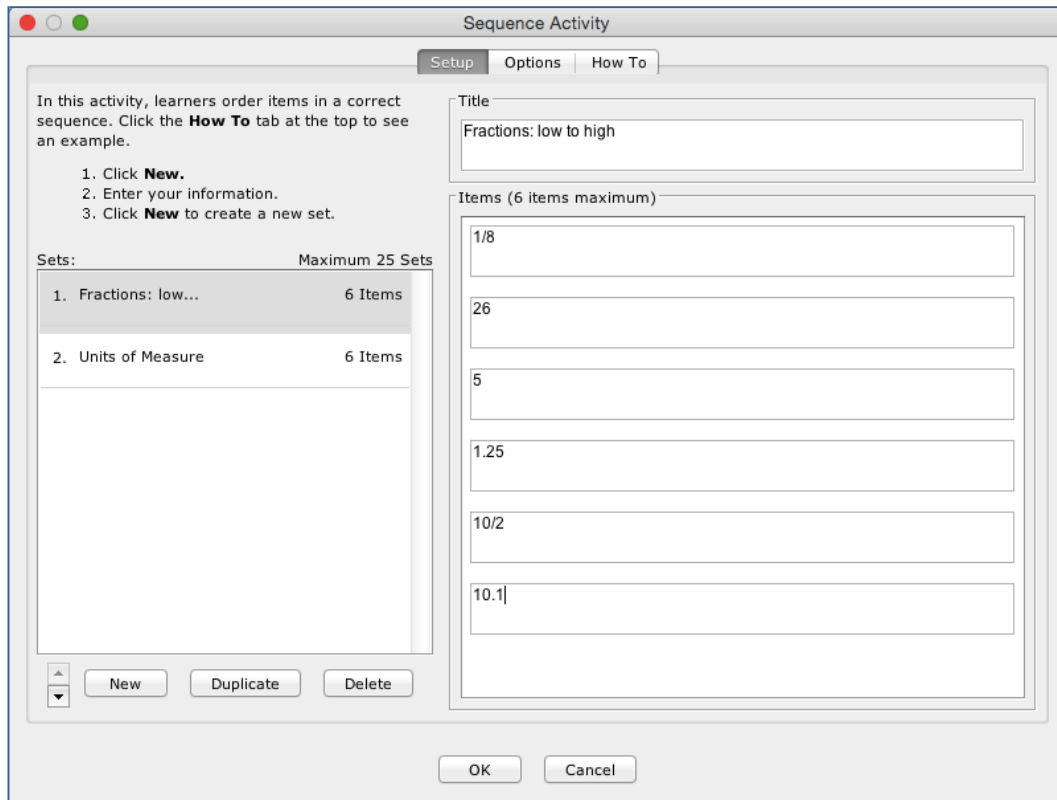 Sequence Activity
Setup
Options
How To
In this activity, learners order items in a correct
sequence. Click the How To tab at the top to see
an example.
1. Click New.
2. Enter your information.
3. Click New to create a new set.
Sets:
Maximum 25 Sets
1. Fractions: low...
6 Items
2. Units of Measure
6 Items
New
Duplicate
Delete
Title
Fractions: low to high
Items (6 items maximum)
1/8
26
5
1.25
10/2
10.1
OK
Cancel